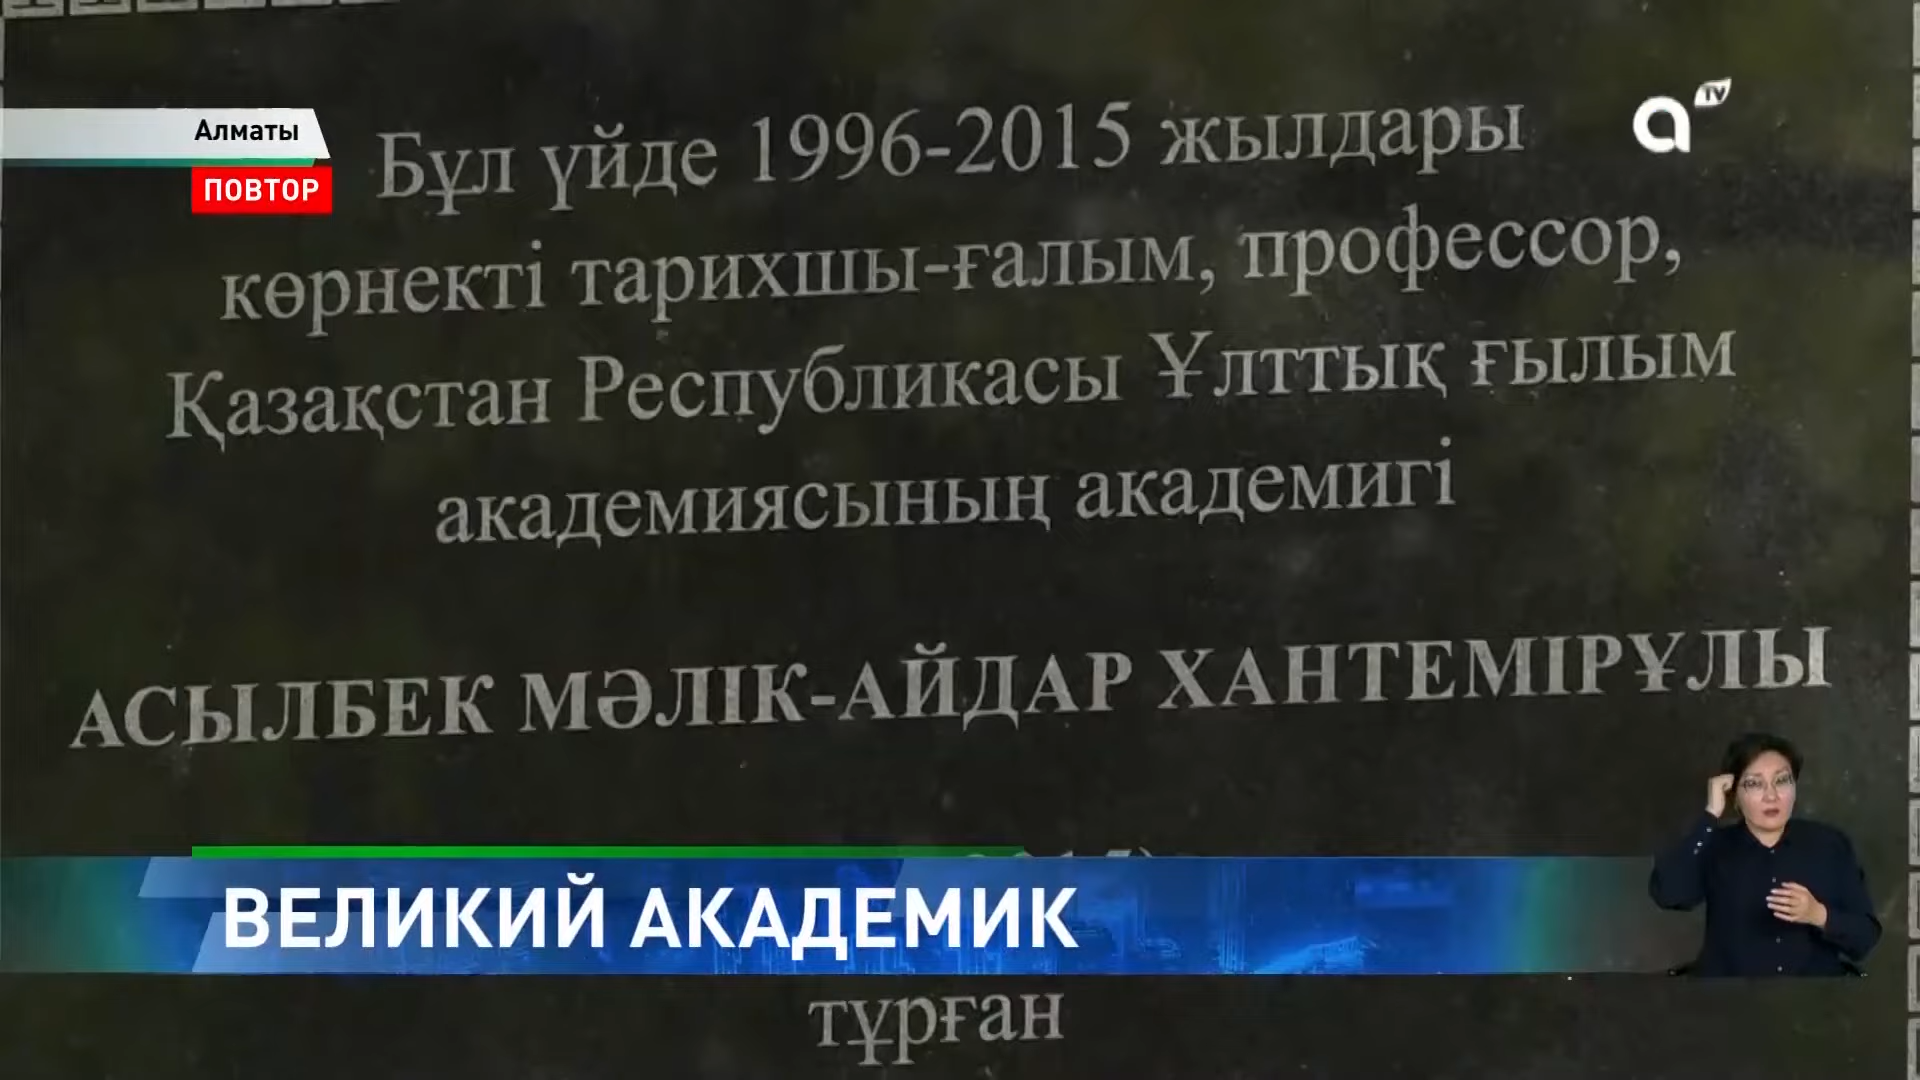 Алматы
ПОВТОР
TV
Бұл үйде 1996-2015 жылдары
көрнекті тарихшы-ғалым, профессор,
Қазақстан Республикасы Ұлттық ғылым
академиясының академигі
АСЫЛБЕК МӘЛІК-АЙДАР ХАНТЕМІРҰЛЫ
ВЕЛИКИЙ АКАДЕМИК
тұрған